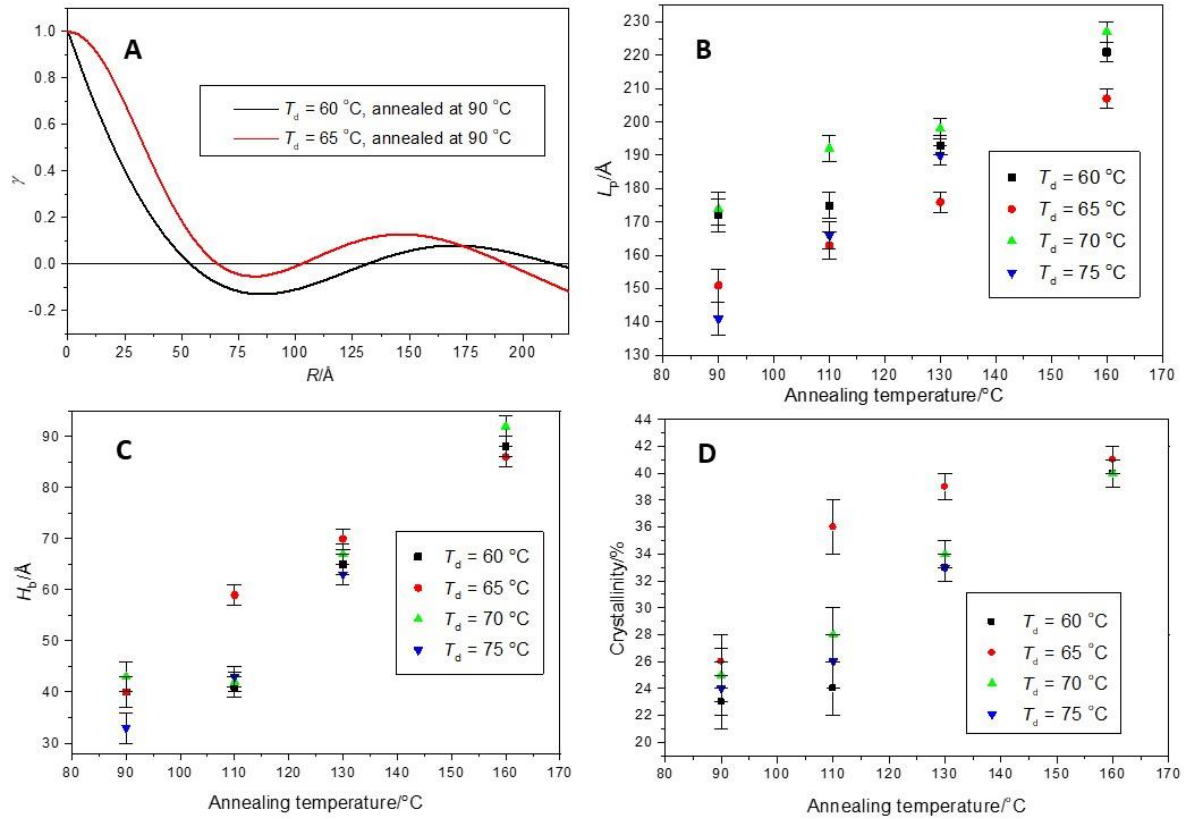 A
γ
1.0
0.8
0.6
0.4
0.2
0.0
-0.2
T_d = 60 °C, annealed at 90 °C
T_d = 65 °C, annealed at 90 °C
0 25 50 75 100 125 150 175 200
R/Å
B
L_p/Å
220
210
200
190
180
170
160
150
140
130
T_d = 60 °C
T_d = 65 °C
T_d = 70 °C
T_d = 75 °C
80 90 100 110 120 130 140 150 160 170
Annealing temperature/°C
C
H_b/Å
90
80
70
60
50
40
30
T_d = 60 °C
T_d = 65 °C
T_d = 70 °C
T_d = 75 °C
80 90 100 110 120 130 140 150 160 170
Annealing temperature/°C
D
Crystallinity/%
42
40
38
36
34
32
30
28
26
24
22
20
T_d = 60 °C
T_d = 65 °C
T_d = 70 °C
T_d = 75 °C
80 90 100 110 120 130 140 150 160 170
Annealing temperature/°C